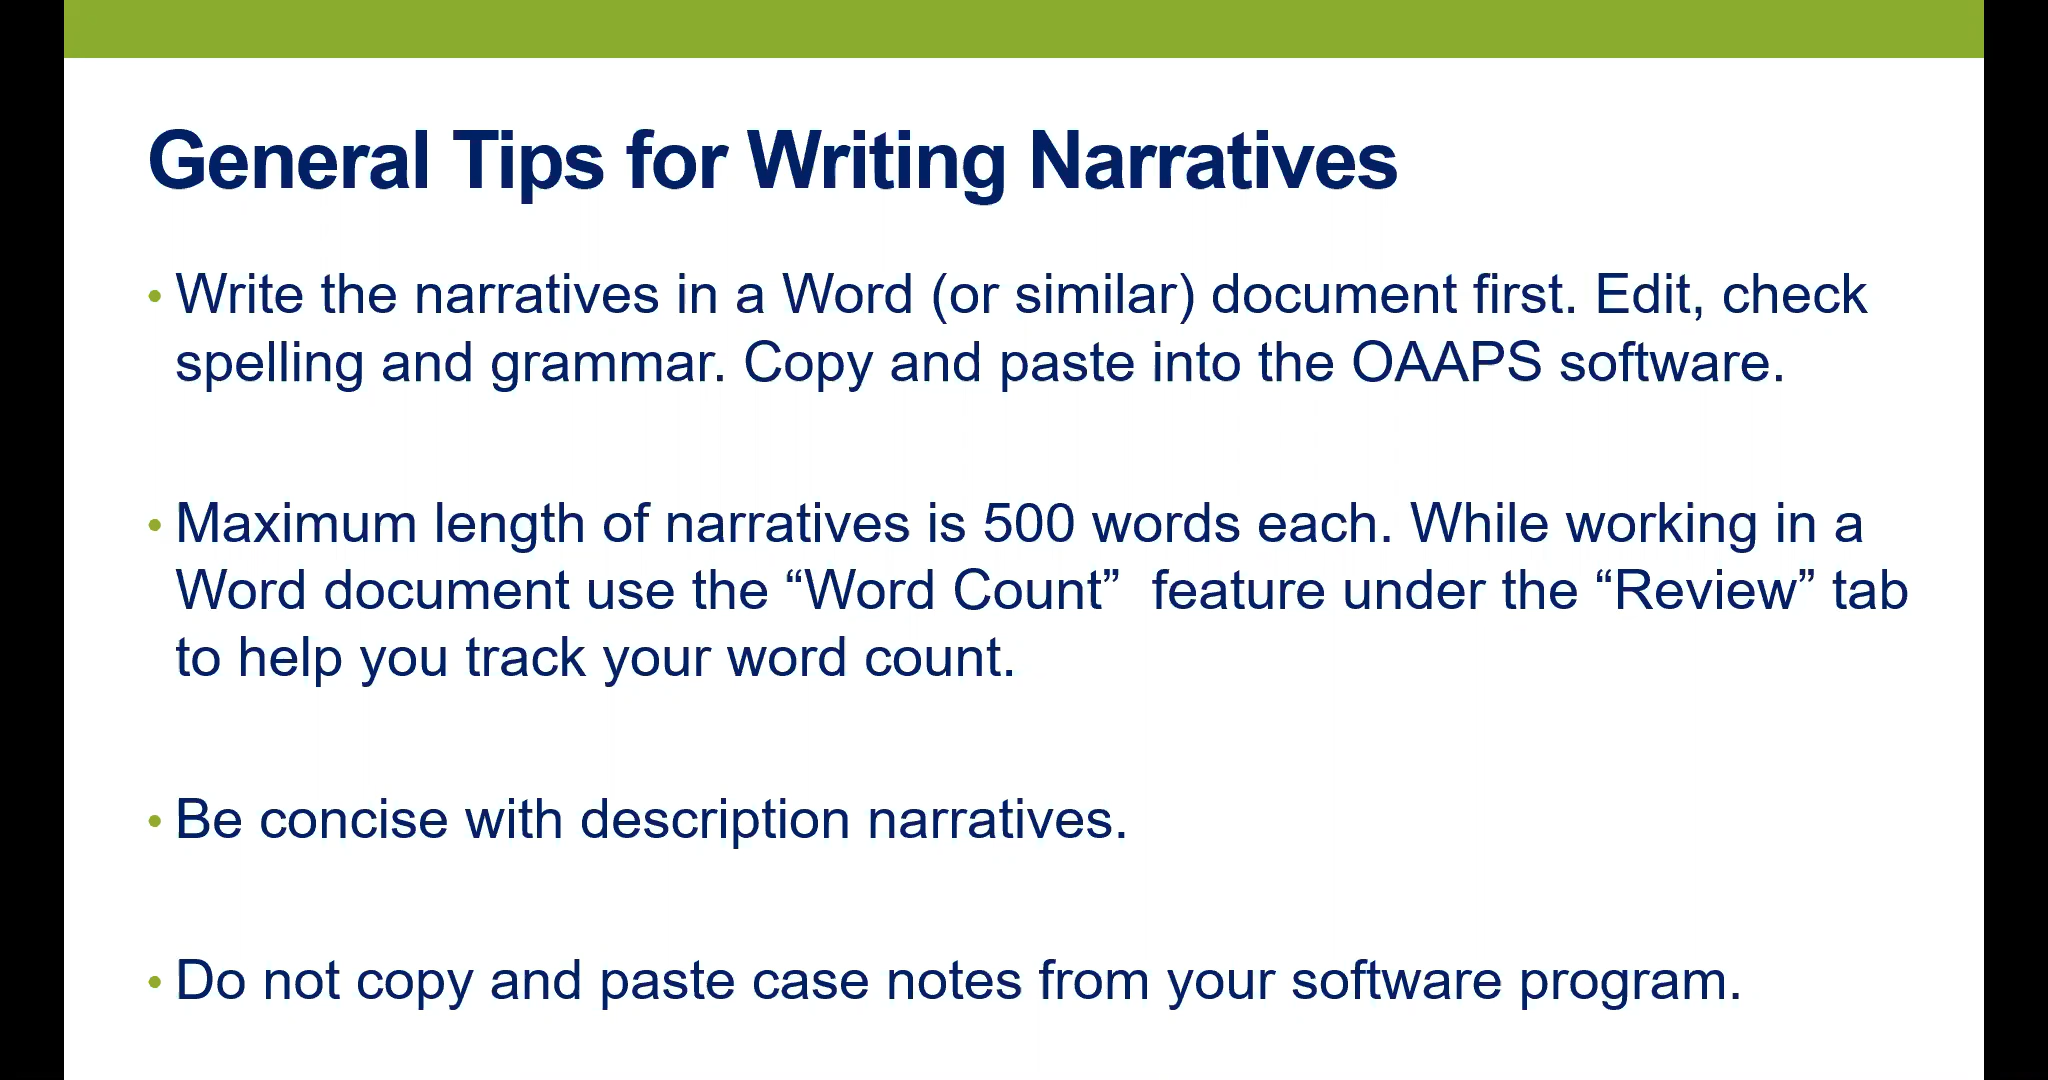 General Tips for Writing Narratives
• Write the narratives in a Word (or similar) document first. Edit, check
spelling and grammar. Copy and paste into the OAAPS software.
• Maximum length of narratives is 500 words each. While working in a
Word document use the “Word Count”  feature under the “Review” tab
to help you track your word count.
• Be concise with description narratives.
• Do not copy and paste case notes from your software program.